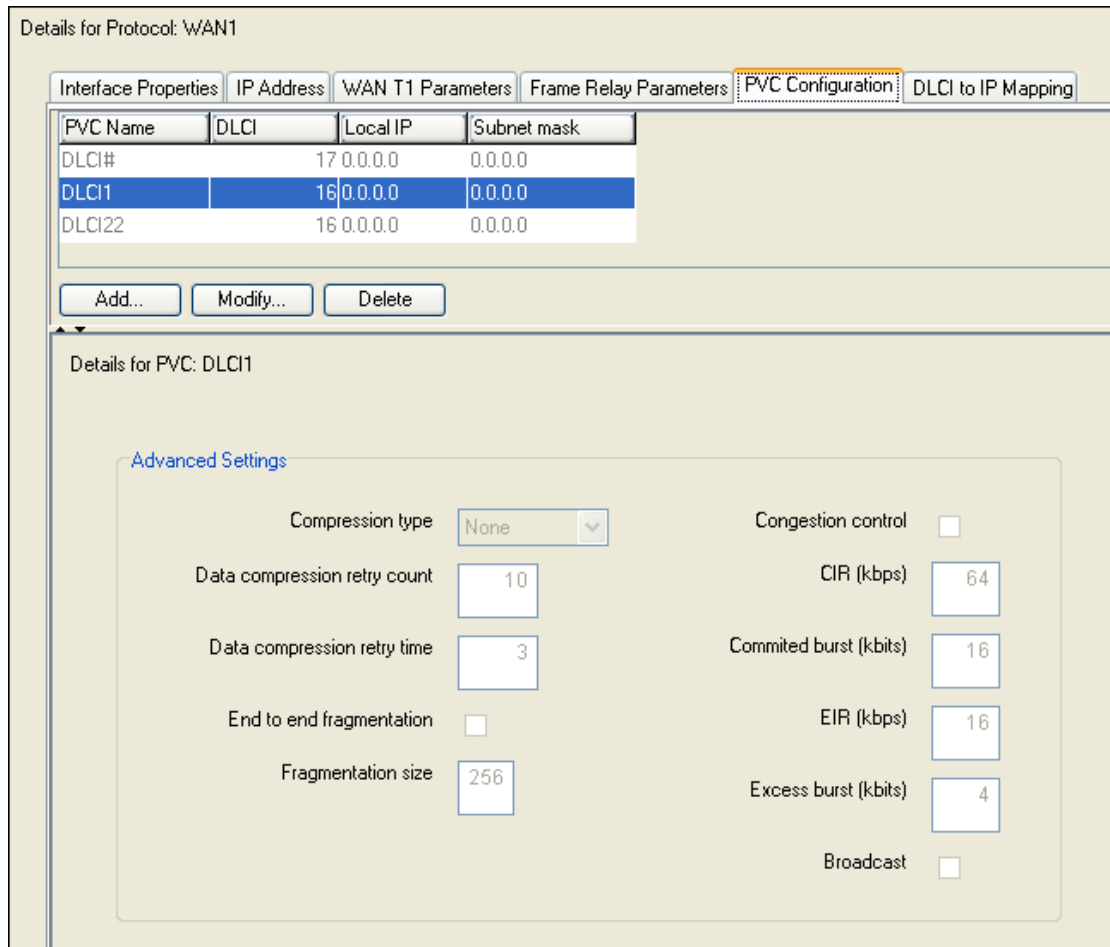 Details for Protocol: WAN1
Interface Properties IP Address WAN T1 Parameters Frame Relay Parameters PVC Configuration DLCI to IP Mapping
PVC Name DLCI Local IP Subnet mask
DLCI# 17 0.0.0.0 0.0.0.0
DLCI1 16 0.0.0.0 0.0.0.0
DLCI22 16 0.0.0.0 0.0.0.0
Add... Modify... Delete
Details for PVC: DLCI1
Advanced Settings
Compression type None Congestion control
Data compression retry count 10 CIR (kbps) 64
Data compression retry time 3 Commited burst (kbits) 16
End to end fragmentation EIR (kbps) 16
Fragmentation size 256 Excess burst (kbits) 4
Broadcast